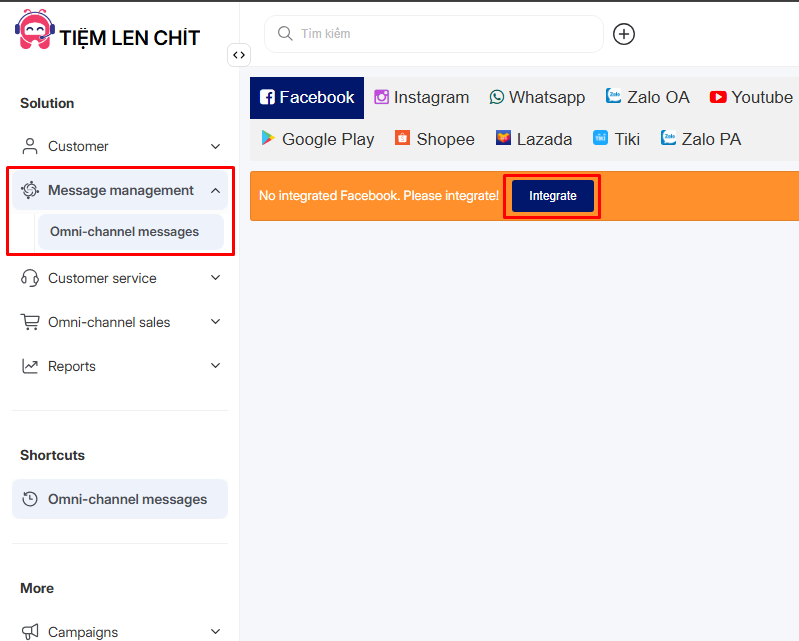 TIỆM LEN CHÍT
Tìm kiếm
Solution
Customer
Message management
Omni-channel messages
Customer service
Omni-channel sales
Reports
Shortcuts
Omni-channel messages
More
Campaigns
Facebook Instagram Whatsapp Zalo OA Youtube
Google Play Shopee Lazada Tiki Zalo PA
No integrated Facebook. Please integrate! Integrate